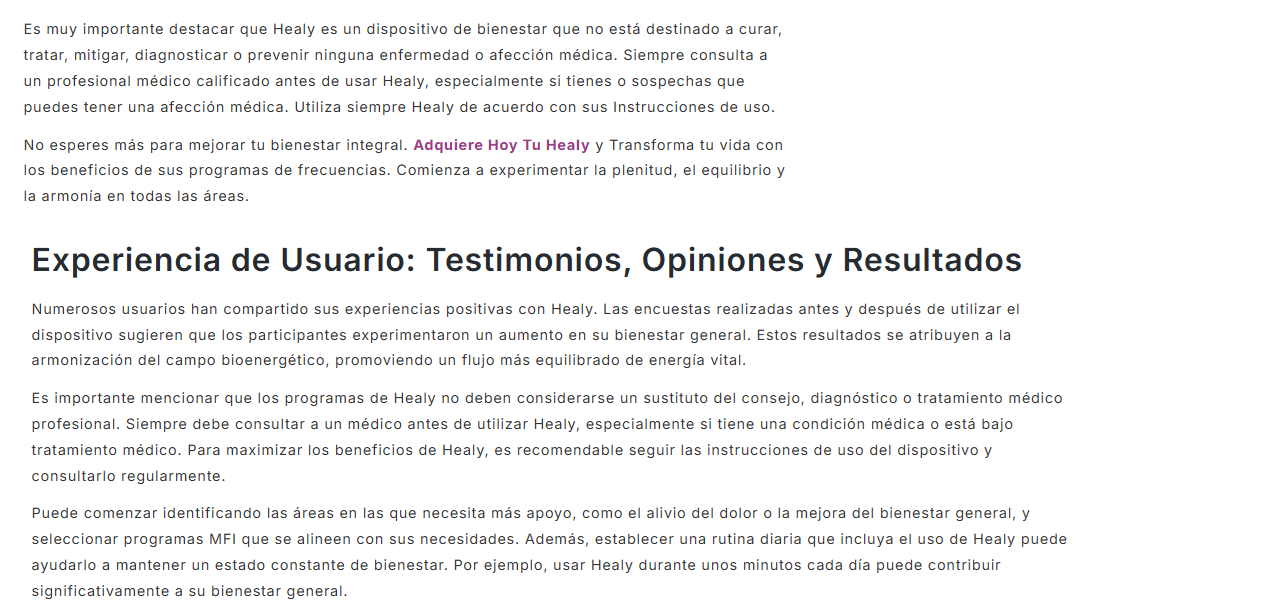 Es muy importante destacar que Healy es un dispositivo de bienestar que no está destinado a curar,
tratar, mitigar, diagnosticar o prevenir ninguna enfermedad o afección médica. Siempre consulta a
un profesional médico calificado antes de usar Healy, especialmente si tienes o sospechas que
puedes tener una afección médica. Utiliza siempre Healy de acuerdo con sus Instrucciones de uso.
No esperes más para mejorar tu bienestar integral. Adquiere Hoy Tu Healy y Transforma tu vida con
los beneficios de sus programas de frecuencias. Comienza a experimentar la plenitud, el equilibrio y
la armonía en todas las áreas.
Experiencia de Usuario: Testimonios, Opiniones y Resultados
Numerosos usuarios han compartido sus experiencias positivas con Healy. Las encuestas realizadas antes y después de utilizar el
dispositivo sugieren que los participantes experimentaron un aumento en su bienestar general. Estos resultados se atribuyen a la
armonización del campo bioenergético, promoviendo un flujo más equilibrado de energía vital.
Es importante mencionar que los programas de Healy no deben considerarse un sustituto del consejo, diagnóstico o tratamiento médico
profesional. Siempre debe consultar a un médico antes de utilizar Healy, especialmente si tiene una condición médica o está bajo
tratamiento médico. Para maximizar los beneficios de Healy, es recomendable seguir las instrucciones de uso del dispositivo y
consultarlo regularmente.
Puede comenzar identificando las áreas en las que necesita más apoyo, como el alivio del dolor o la mejora del bienestar general, y
seleccionar programas MFI que se alineen con sus necesidades. Además, establecer una rutina diaria que incluya el uso de Healy puede
ayudarlo a mantener un estado constante de bienestar. Por ejemplo, usar Healy durante unos minutos cada día puede contribuir
significativamente a su bienestar general.